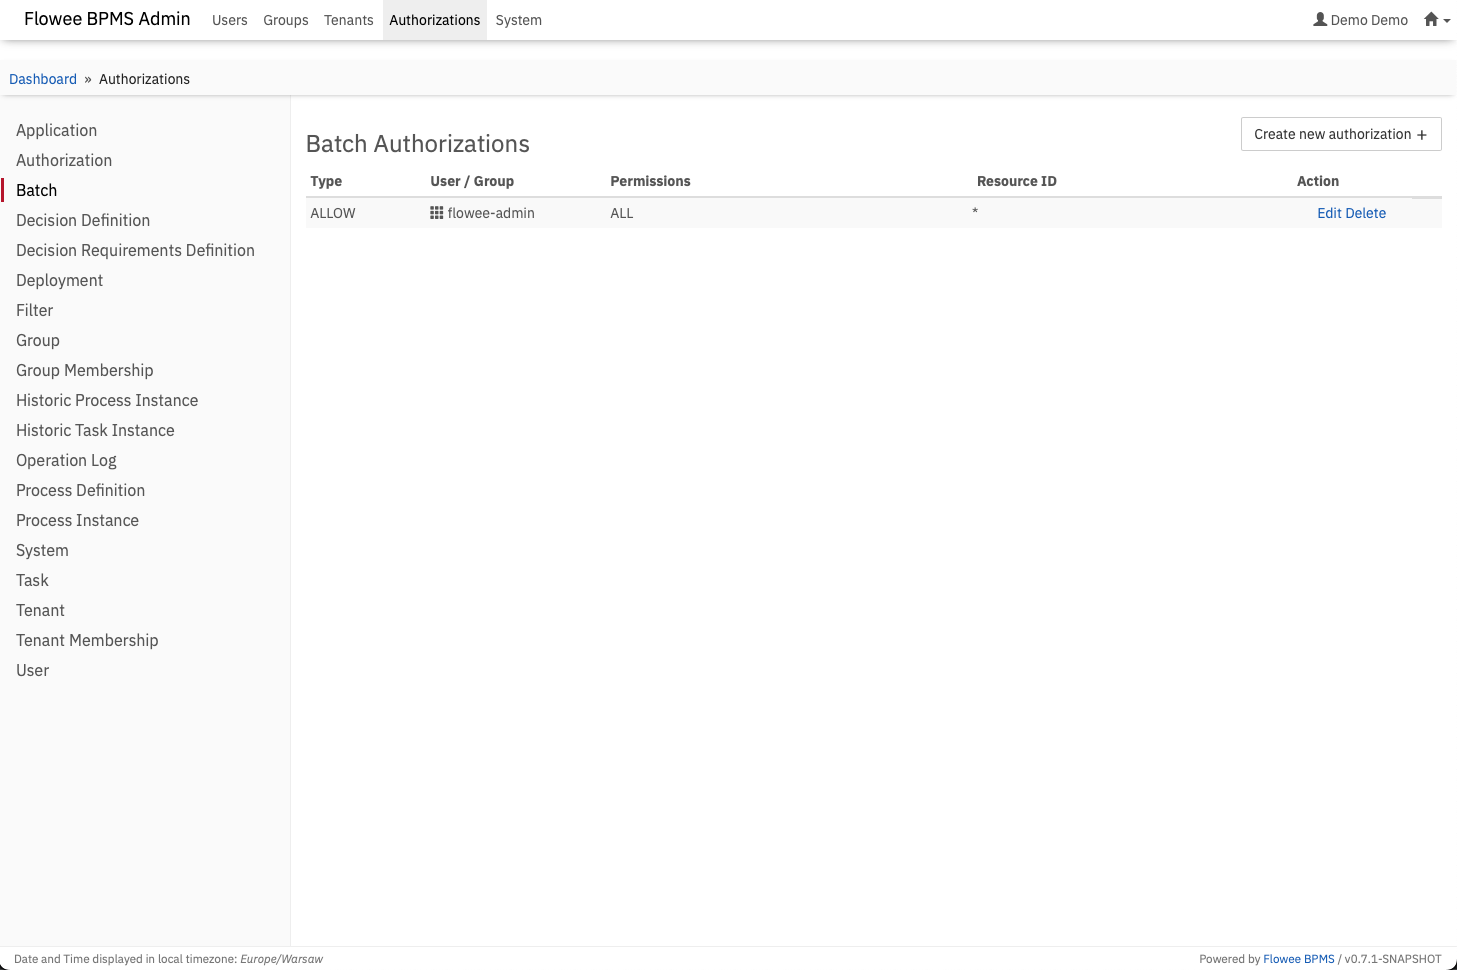 Flowee BPMS Admin Users Groups Tenants Authorizations System Demo Demo
Dashboard » Authorizations
Application
Authorization
Batch
Decision Definition
Decision Requirements Definition
Deployment
Filter
Group
Group Membership
Historic Process Instance
Historic Task Instance
Operation Log
Process Definition
Process Instance
System
Task
Tenant
Tenant Membership
User
Batch Authorizations
Create new authorization +
Type User / Group Permissions Resource ID Action
ALLOW flowee-admin ALL * Edit Delete
Date and Time displayed in local timezone: Europe/Warsaw
Powered by Flowee BPMS / v0.7.1-SNAPSHOT